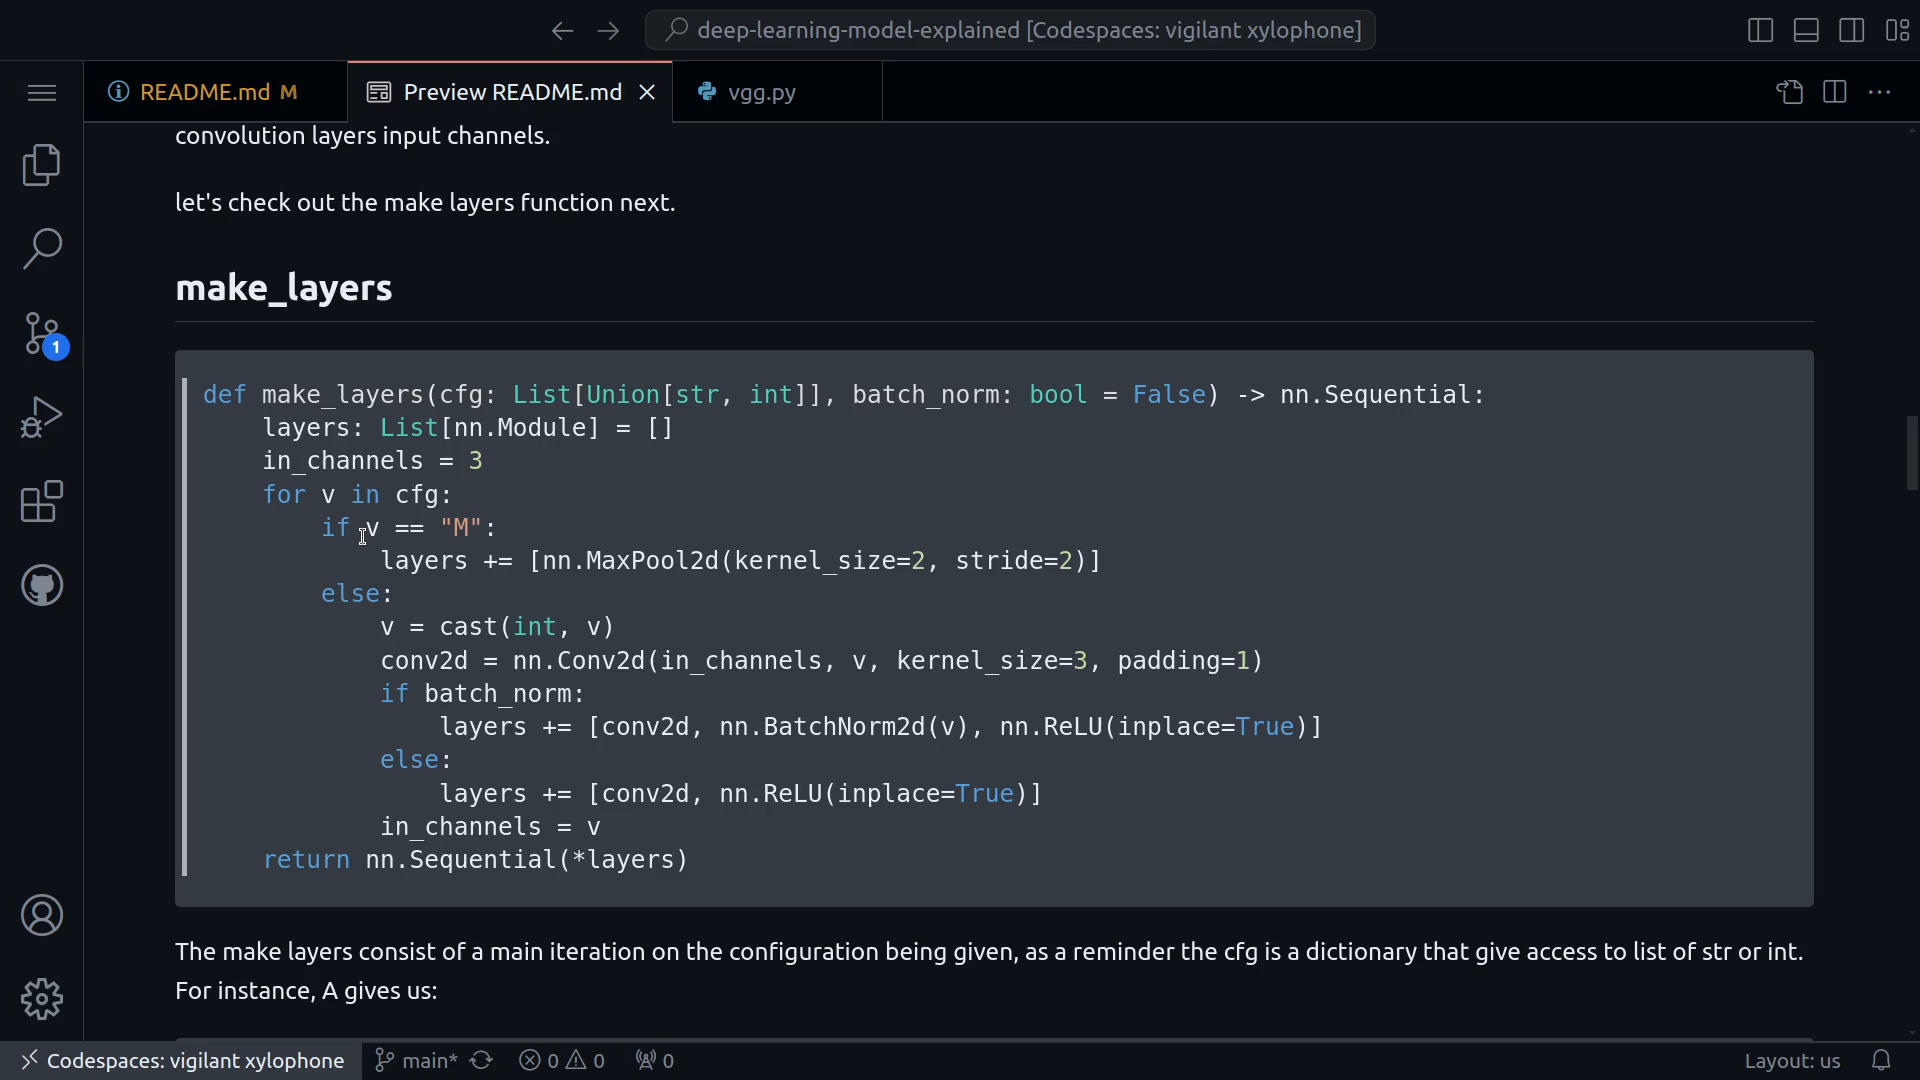 deep-learning-model-explained [Codespaces: vigilant xylophone]
README.md M
Preview README.md
vgg.py
convolution layers input channels.
let's check out the make layers function next.
make_layers
def make_layers(cfg: List[Union[str, int]], batch_norm: bool = False) -> nn.Sequential:
    layers: List[nn.Module] = []
    in_channels = 3
    for v in cfg:
        if v == "M":
            layers += [nn.MaxPool2d(kernel_size=2, stride=2)]
        else:
            v = cast(int, v)
            conv2d = nn.Conv2d(in_channels, v, kernel_size=3, padding=1)
            if batch_norm:
                layers += [conv2d, nn.BatchNorm2d(v), nn.ReLU(inplace=True)]
            else:
                layers += [conv2d, nn.ReLU(inplace=True)]
            in_channels = v
    return nn.Sequential(*layers)
The make layers consist of a main iteration on the configuration being given, as a reminder the cfg is a dictionary that give access to list of str or int.
For instance, A gives us:
1
Codespaces: vigilant xylophone
main*
0
0
0
Layout: us